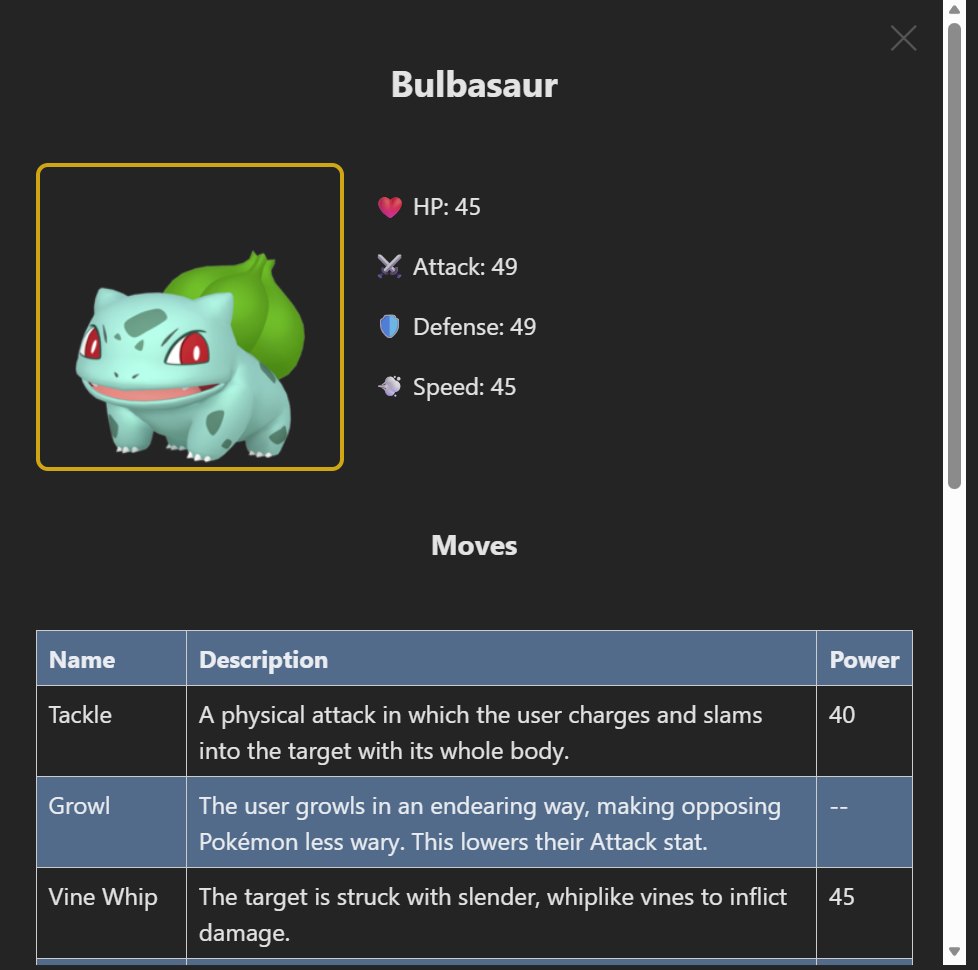 Bulbasaur
HP: 45
Attack: 49
Defense: 49
Speed: 45
Moves
Name Description Power
Tackle A physical attack in which the user charges and slams 40
into the target with its whole body.
Growl The user growls in an endearing way, making opposing --
Pokémon less wary. This lowers their Attack stat.
Vine Whip The target is struck with slender, whiplike vines to inflict 45
damage.